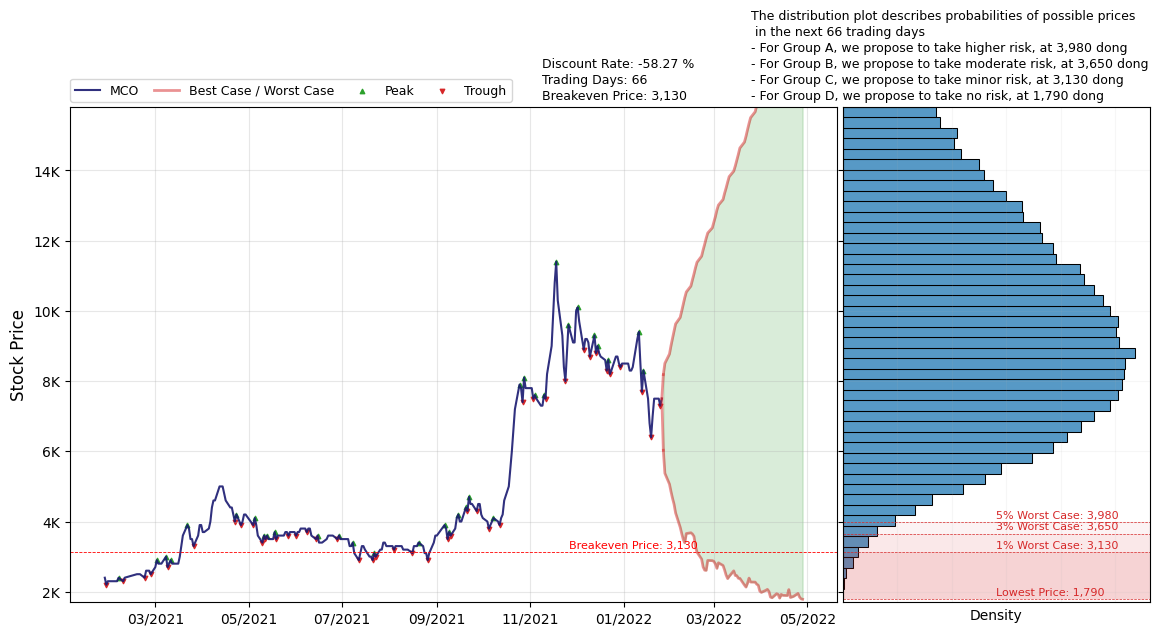 The distribution plot describes probabilities of possible prices
in the next 66 trading days
- For Group A, we propose to take higher risk, at 3,980 dong
- For Group B, we propose to take moderate risk, at 3,650 dong
- For Group C, we propose to take minor risk, at 3,130 dong
- For Group D, we propose to take no risk, at 1,790 dong
Discount Rate: -58.27 %
Trading Days: 66
Breakeven Price: 3,130
MCO Best Case / Worst Case Peak Trough
Stock Price
14K
12K
10K
8K
6K
4K
2K
Breakeven Price: 3,130
03/2021 05/2021 07/2021 09/2021 11/2021 01/2022 03/2022 05/2022
5% Worst Case: 3,980
3% Worst Case: 3,650
1% Worst Case: 3,130
Lowest Price: 1,790
Density